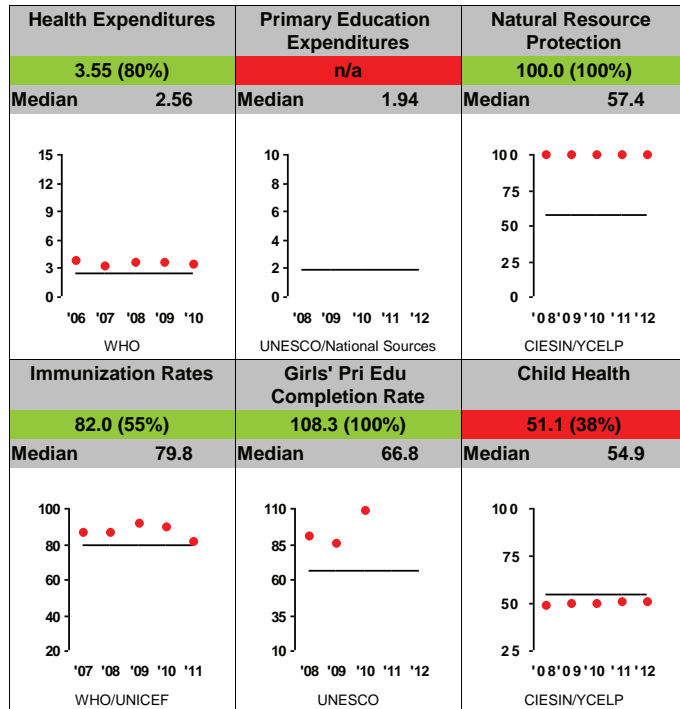 Health Expenditures
3.55 (80%)
Median 2.56
15
12
9
6
3
0
'06 '07 '08 '09 '10
WHO
Primary Education
Expenditures
n/a
Median 1.94
10
8
6
4
2
0
'08 '09 '10 '11 '12
UNESCO/National Sources
Natural Resource
Protection
100.0 (100%)
Median 57.4
100
75
50
25
0
'08 '09 '10 '11 '12
CIESIN/YCELP
Immunization Rates
82.0 (55%)
Median 79.8
100
80
60
40
20
'07 '08 '09 '10 '11
WHO/UNICEF
Girls' Pri Edu
Completion Rate
108.3 (100%)
Median 66.8
110
85
60
35
10
'08 '09 '10 '11 '12
UNESCO
Child Health
51.1 (38%)
Median 54.9
100
75
50
25
'08 '09 '10 '11 '12
CIESIN/YCELP